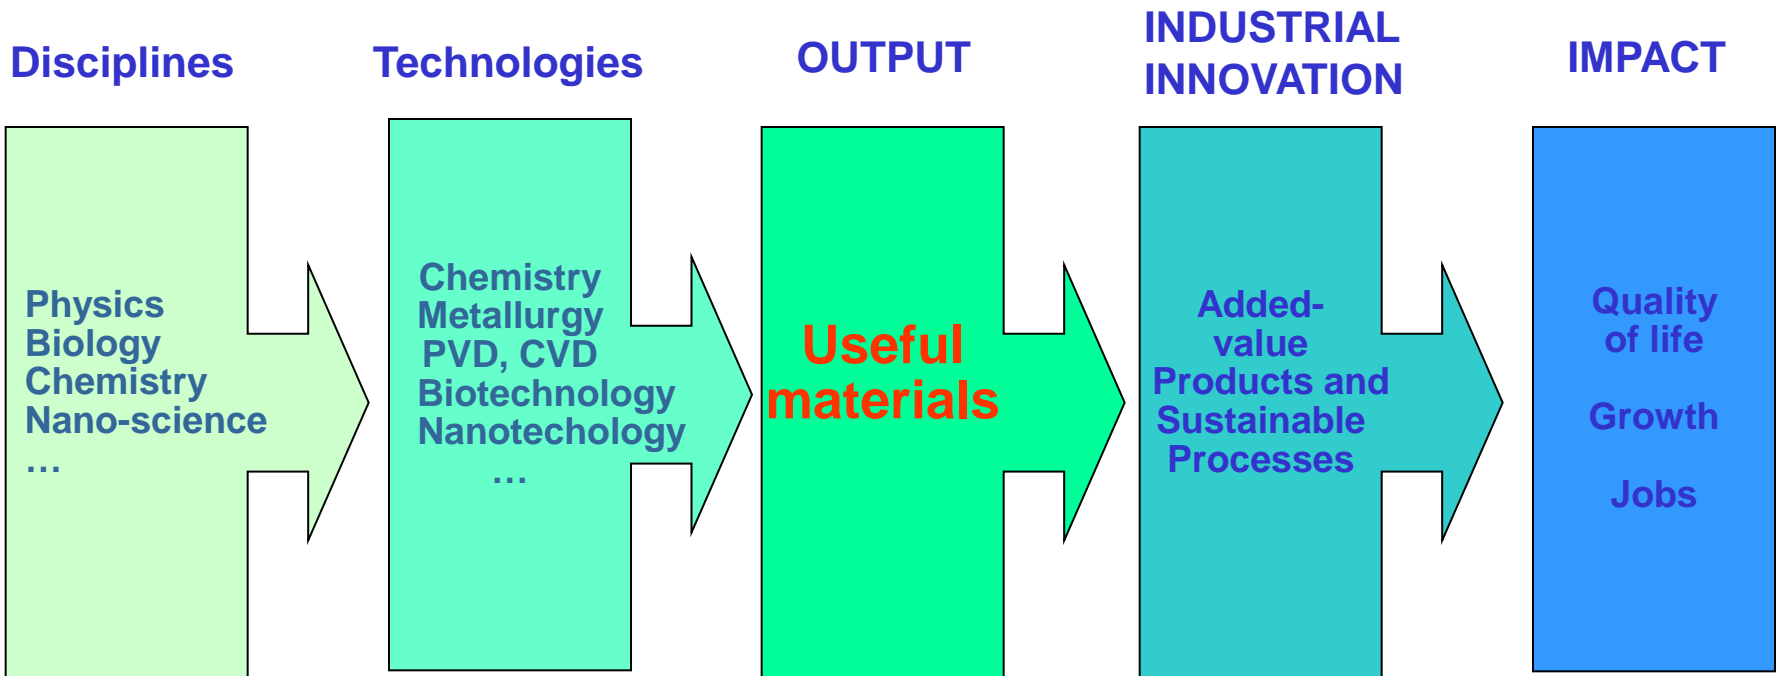 Disciplines
Physics
Biology
Chemistry
Nano-science
…
Technologies
Chemistry
Metallurgy
PVD, CVD
Biotechnology
Nanotechology
…
OUTPUT
Useful
materials
INDUSTRIAL
INNOVATION
Added-
value
Products and
Sustainable
Processes
IMPACT
Quality
of life
Growth
Jobs